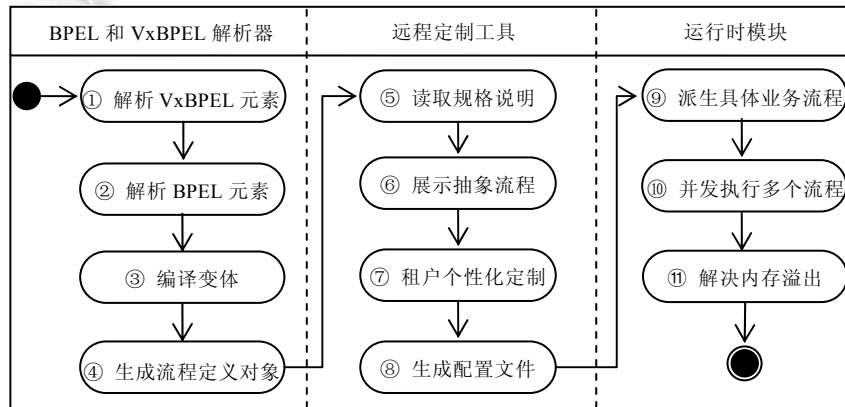 BPEL 和 VxBPEL 解析器
① 解析 VxBPEL 元素
② 解析 BPEL 元素
③ 编译变体
④ 生成流程定义对象
远程定制工具
⑤ 读取规格说明
⑥ 展示抽象流程
⑦ 租户个性化定制
⑧ 生成配置文件
运行时模块
⑨ 派生具体业务流程
⑩ 并发执行多个流程
⑪ 解决内存溢出